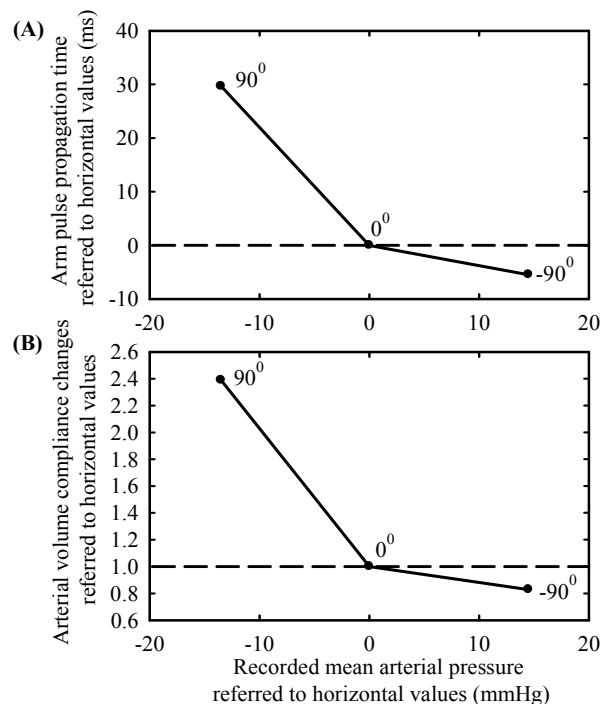 (A)
Arm pulse propagation time
referred to horizontal values (ms)
40
30
20
10
0
-10
90⁰
0⁰
-90⁰
-20 -10 0 10 20
(B)
Arterial volume compliance changes
referred to horizontal values
2.6
2.4
2.2
2.0
1.8
1.6
1.4
1.2
1.0
0.8
0.6
90⁰
0⁰
-90⁰
-20 -10 0 10 20
Recorded mean arterial pressure
referred to horizontal values (mmHg)